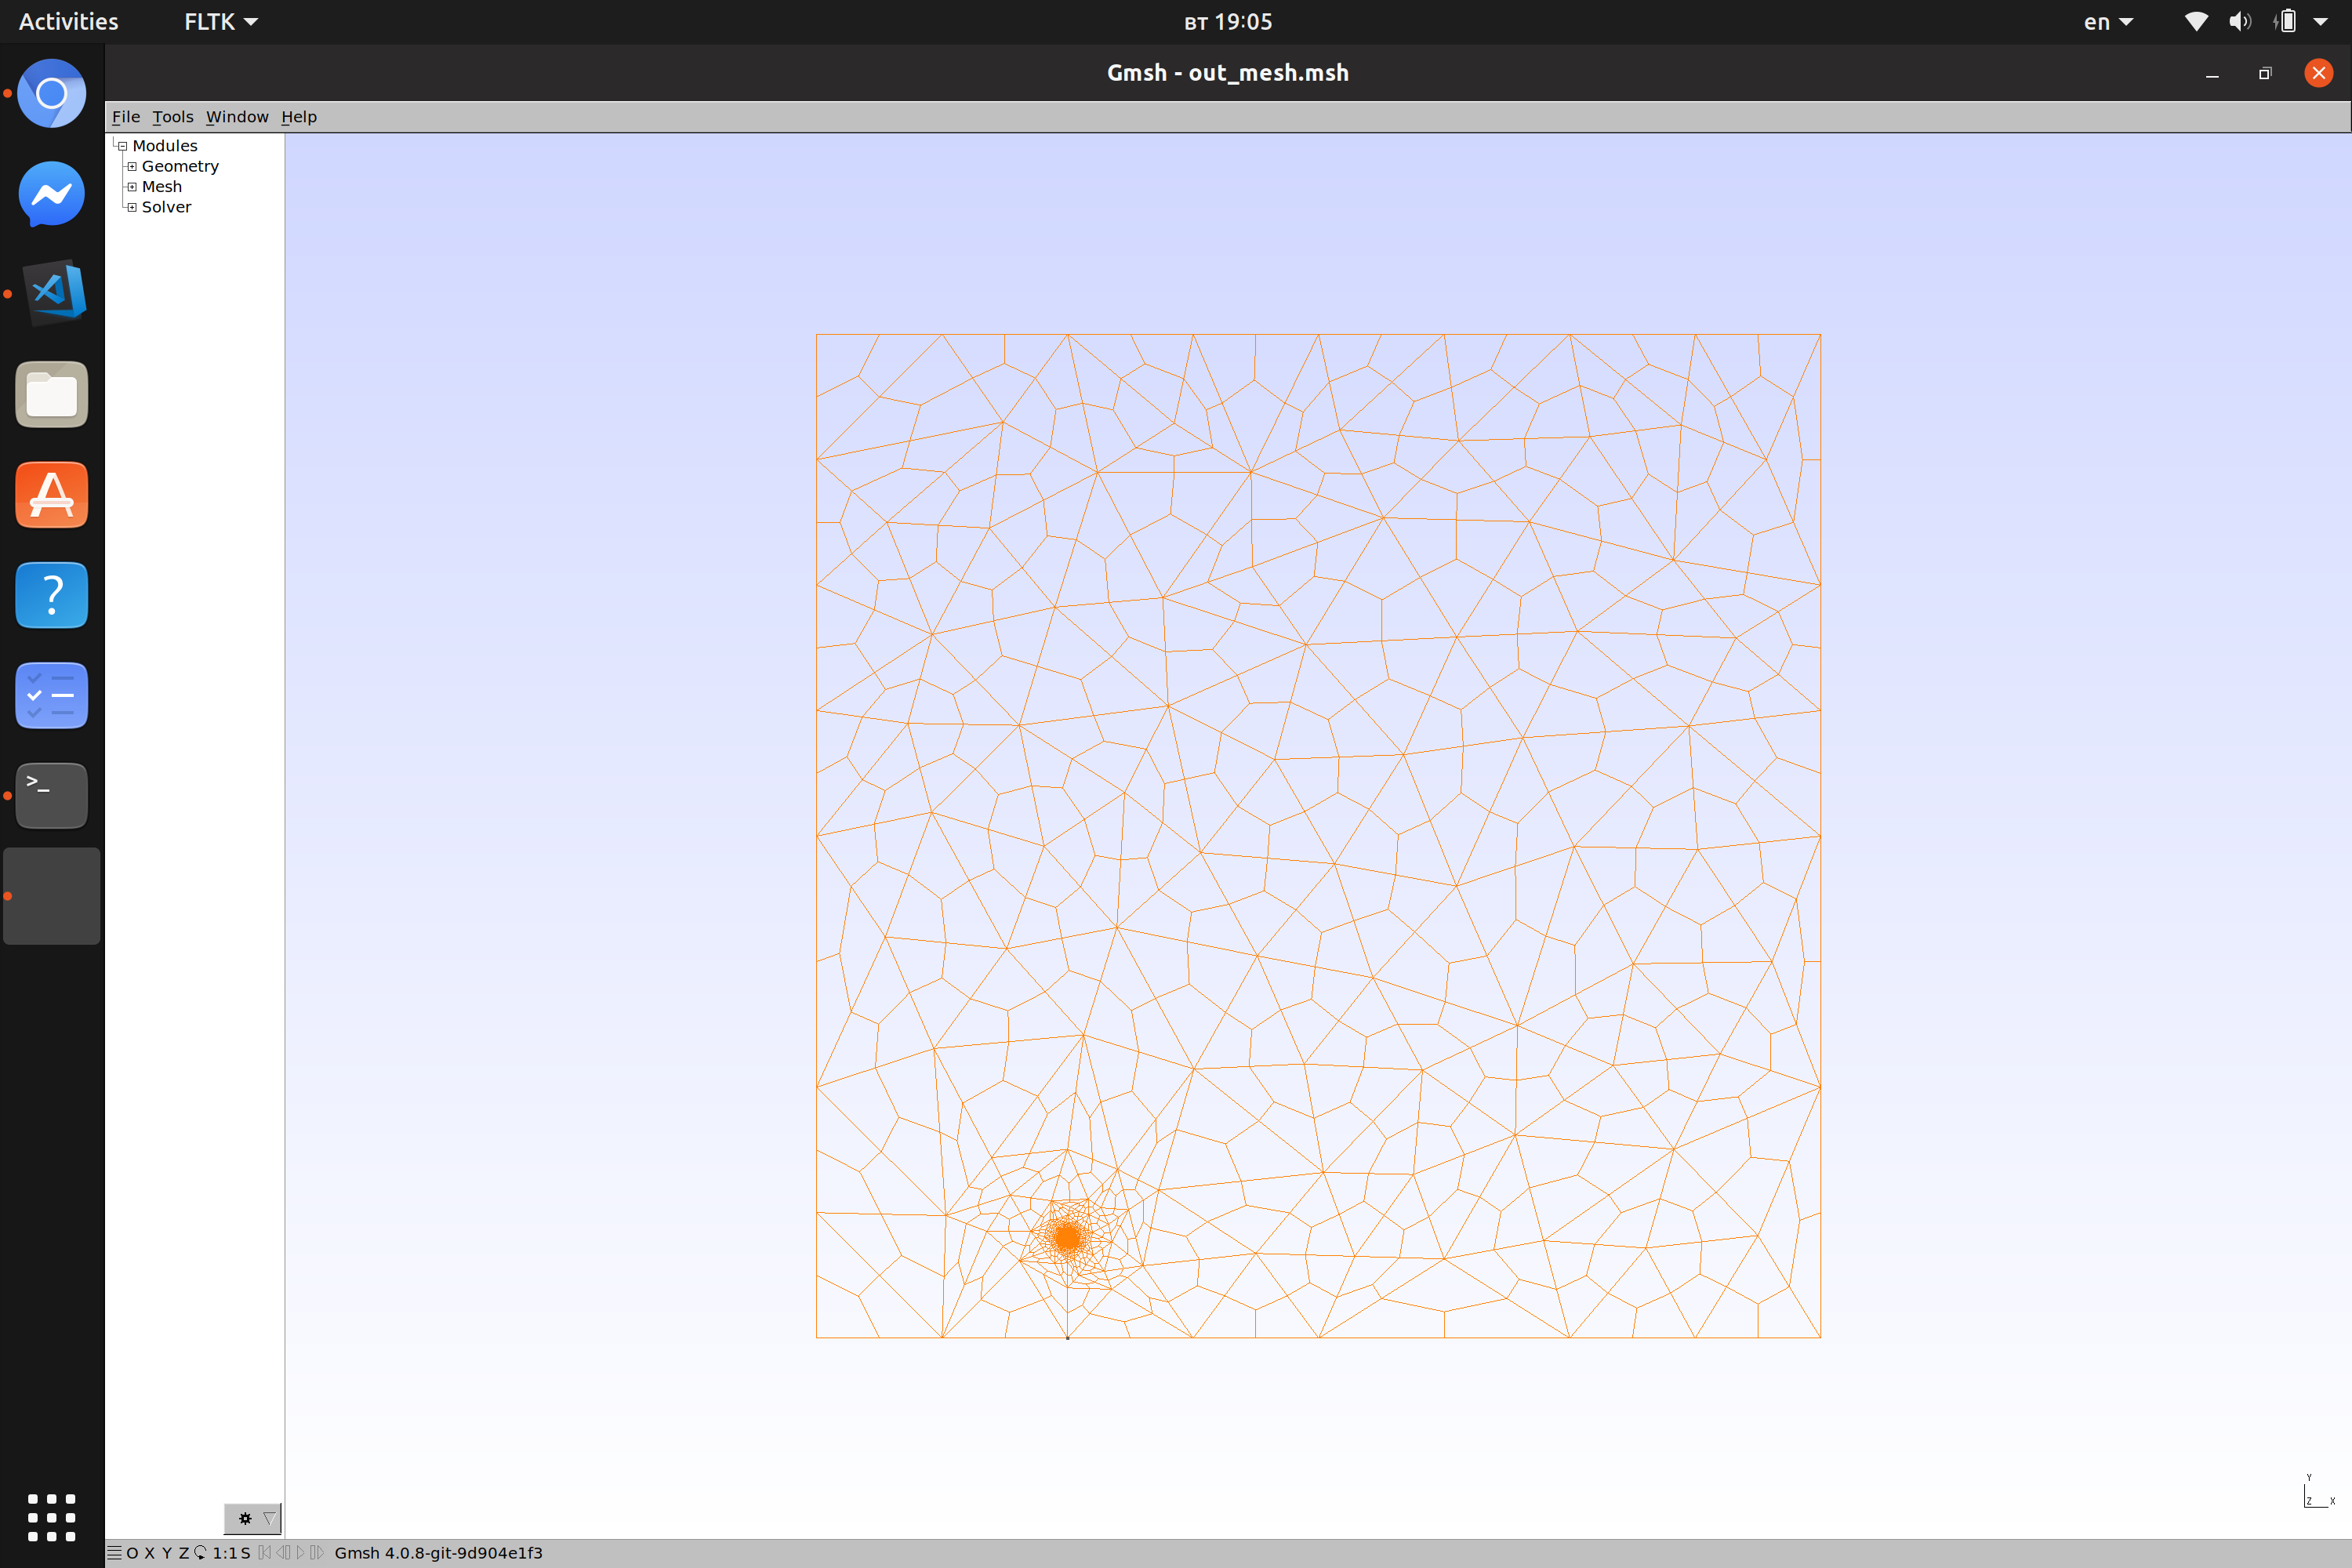 Activities FLTK вт 19:05 en
Gmsh - out_mesh.msh
File Tools Window Help
Modules
Geometry
Mesh
Solver
Y
Z X
O X Y Z 1:1 S Gmsh 4.0.8-git-9d904e1f3